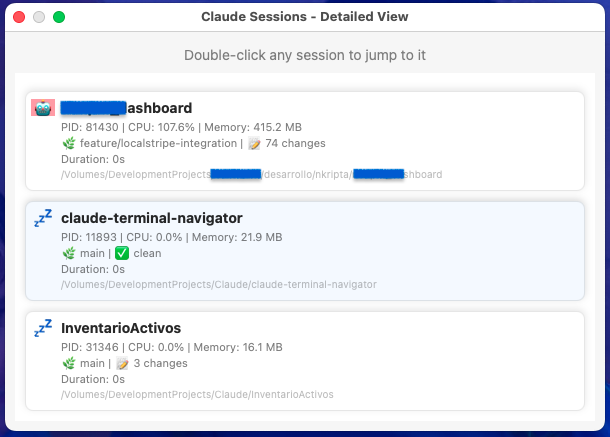 Claude Sessions - Detailed View
Double-click any session to jump to it
ashboard
PID: 81430 | CPU: 107.6% | Memory: 415.2 MB
🌿 feature/localstripe-integration | 📝 74 changes
Duration: 0s
/Volumes/DevelopmentProjects /desarrollo/nkripta/ shboard
zZZ
claude-terminal-navigator
PID: 11893 | CPU: 0.0% | Memory: 21.9 MB
🌿 main | ✅ clean
Duration: 0s
/Volumes/DevelopmentProjects/Claude/claude-terminal-navigator
zZZ
InventarioActivos
PID: 31346 | CPU: 0.0% | Memory: 16.1 MB
🌿 main | 📝 3 changes
Duration: 0s
/Volumes/DevelopmentProjects/Claude/InventarioActivos